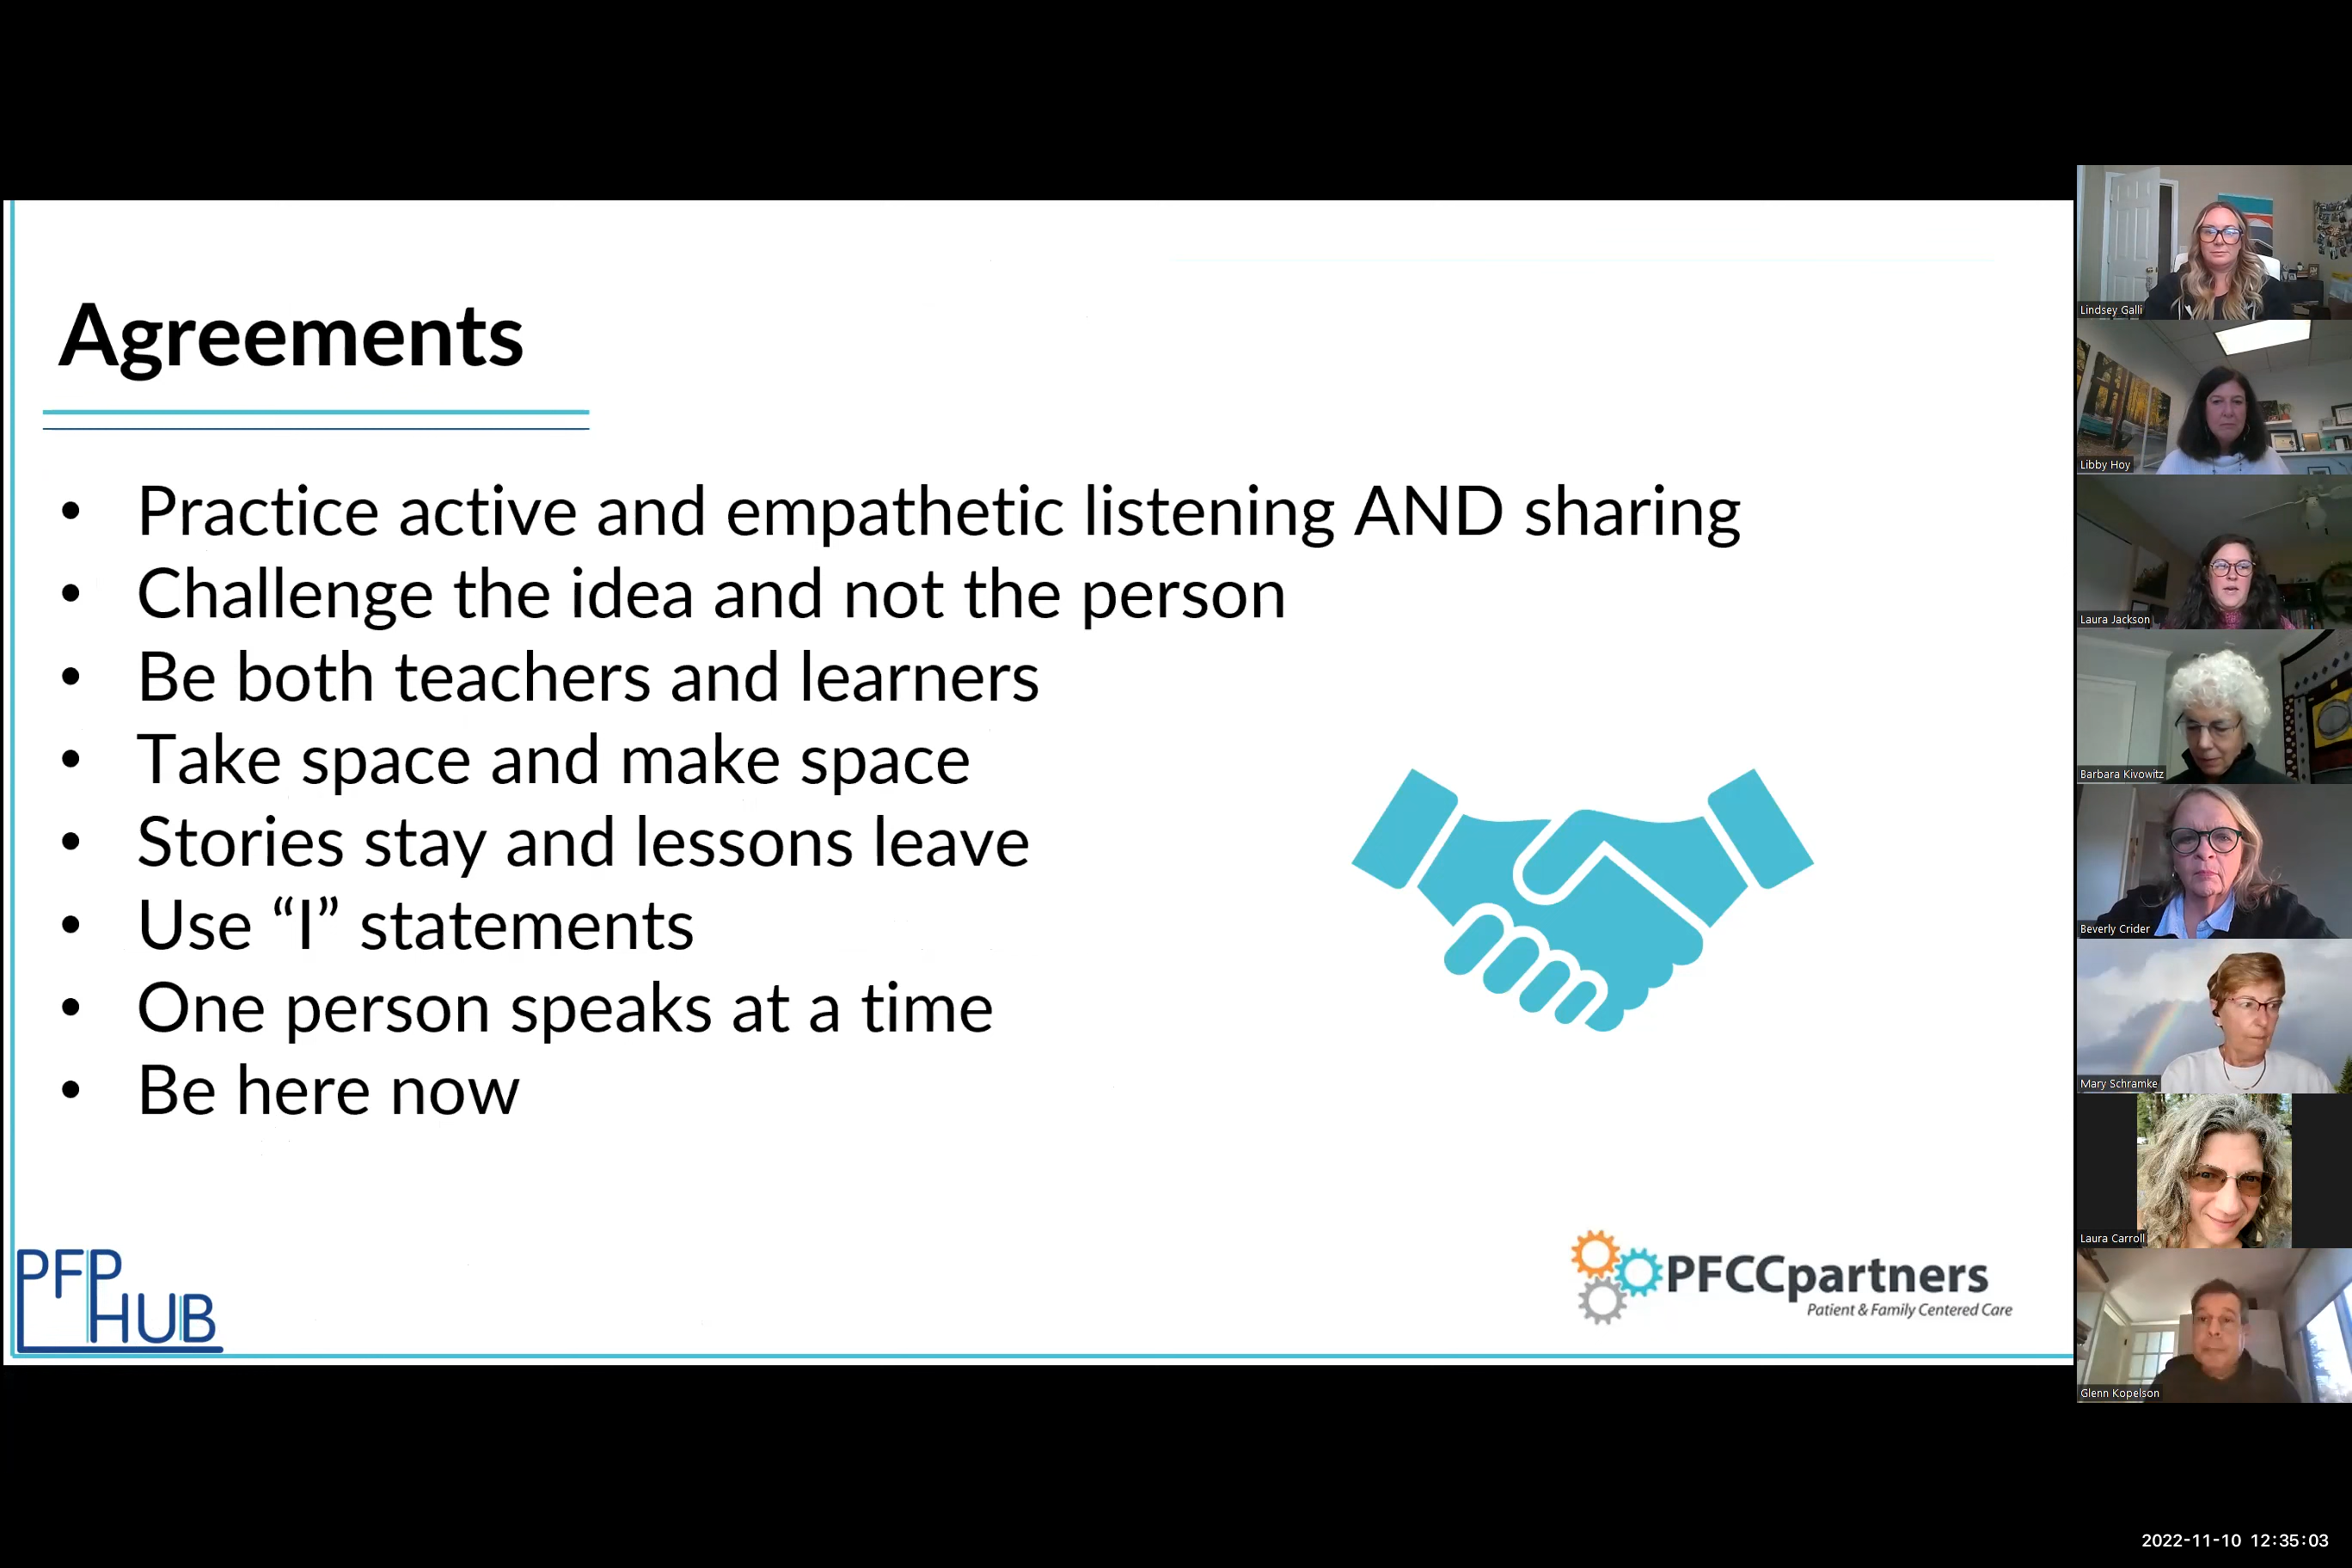 Agreements
• Practice active and empathetic listening AND sharing
• Challenge the idea and not the person
• Be both teachers and learners
• Take space and make space
• Stories stay and lessons leave
• Use “I” statements
• One person speaks at a time
• Be here now
PFP
HUB
PFCCpartners
Patient & Family Centered Care
Lindsey Galli
Libby Hoy
Laura Jackson
Barbara Kivowitz
Beverly Crider
Mary Schramke
Laura Carroll
Glenn Kopelson
2022-11-10 12:35:03